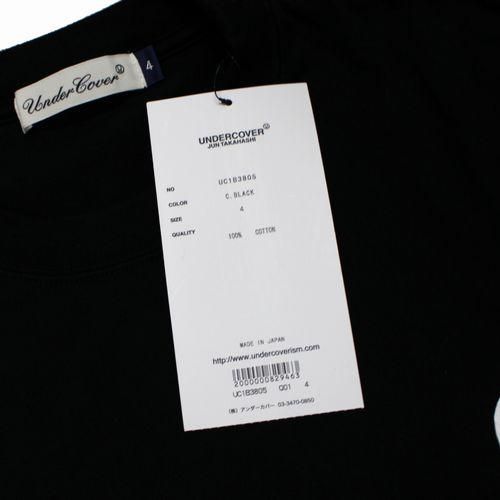 UnderCover
4
UNDERCOVER
JUN TAKAHASHI
NO UC1B3805
COLOR C.BLACK
SIZE 4
QUALITY 100% COTTON
MADE IN JAPAN
http://www.undercoverism.com
2000000829463
UC1B3805 001 4
(株) アンダーカバー 03-3470-0850